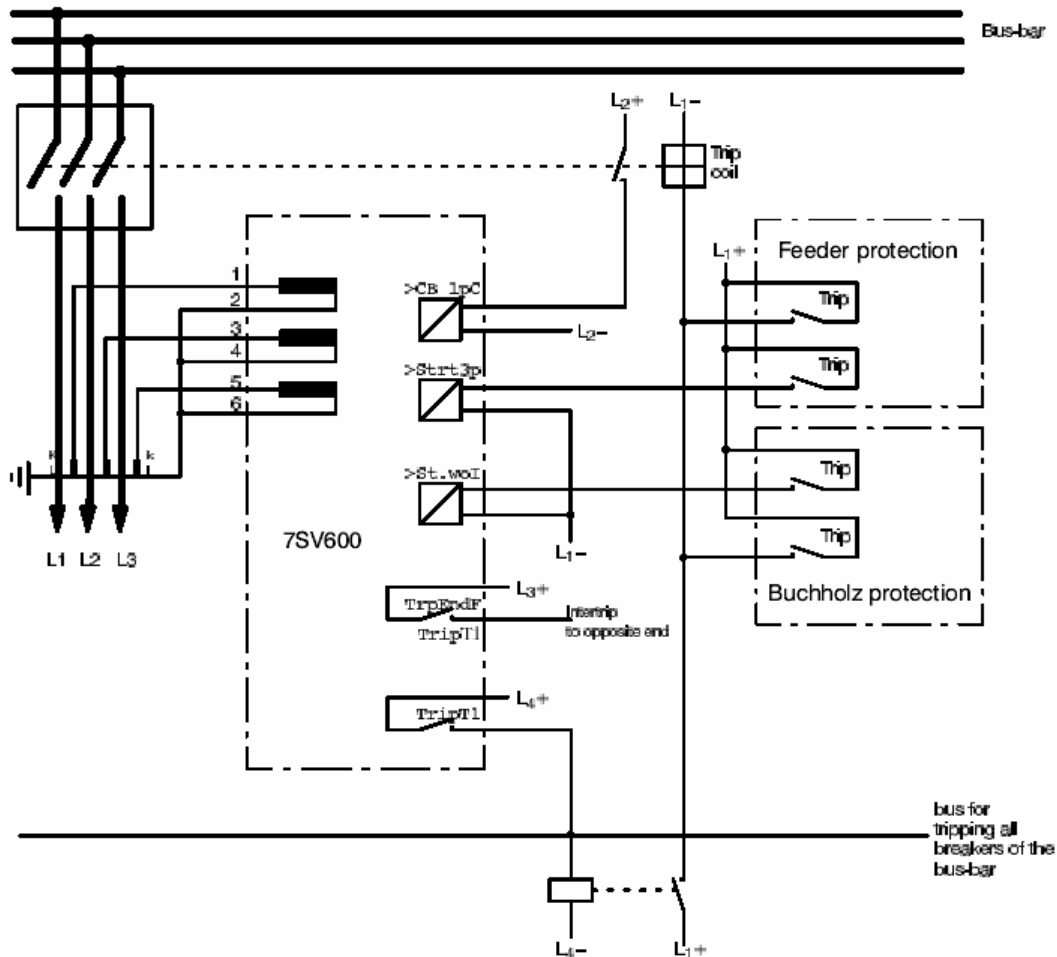 Bus-bar
L2+
L1-
Trip
coil
L1+
Feeder protection
Trip
Trip
1
2
3
4
5
6
>CB 1pC
L2-
>Strt3p
>St.woI
L1-
Trip
Trip
Buchholz protection
K
k
L1
L2
L3
7SV600
L3+
TrpEndF
TripT1
Intertrip
to opposite end
L4+
TripT1
bus for
tripping all
breakers of the
bus-bar
L4-
L1+